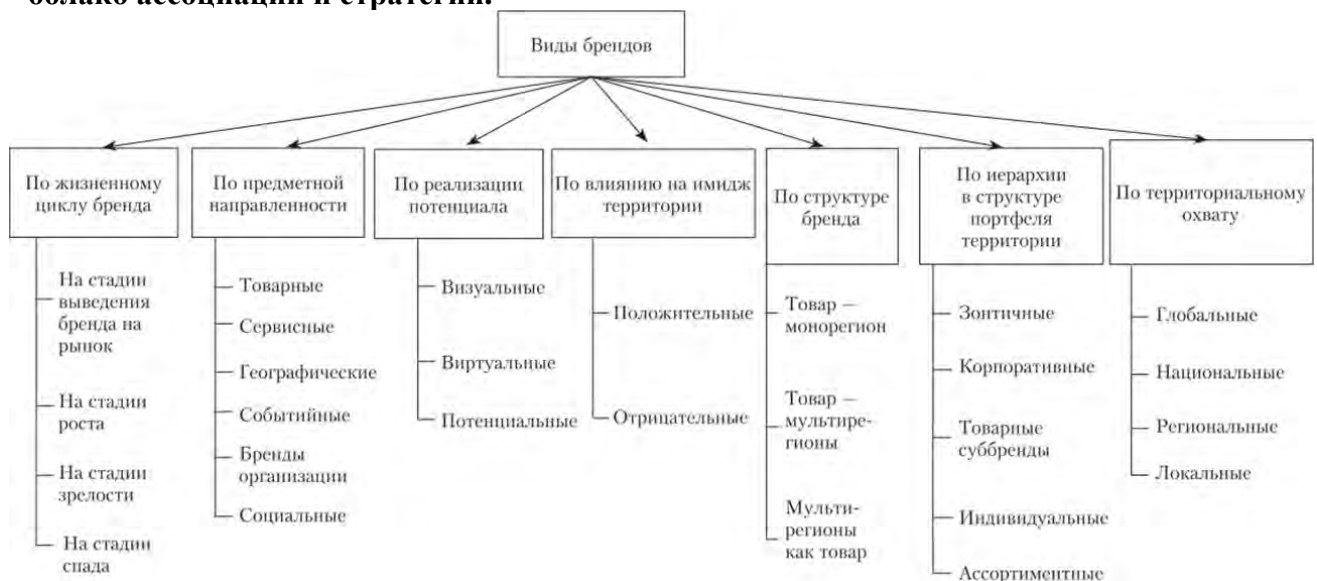 облако ассоциаций и стратегии.
Виды брендов
По жизненному
циклу бренда
На стадии
выведения
бренда на
рынок
На стадии
роста
На стадии
зрелости
На стадии
спада
По предметной
направленности
Товарные
Сервисные
Географические
Событийные
Бренды
организации
Социальные
По реализации
потенциала
Визуальные
Виртуальные
Потенциальные
По влиянию на имидж
территории
Положительные
Отрицательные
По структуре
бренда
Товар —
монорегион
Товар —
мультире-
гионы
Мульти-
регионы
как товар
По иерархии
в структуре
портфеля
территории
Зонтичные
Корпоративные
Товарные
суббренды
Индивидуальные
Ассортиментные
По территориальному
охвату
Глобальные
Национальные
Региональные
Локальные